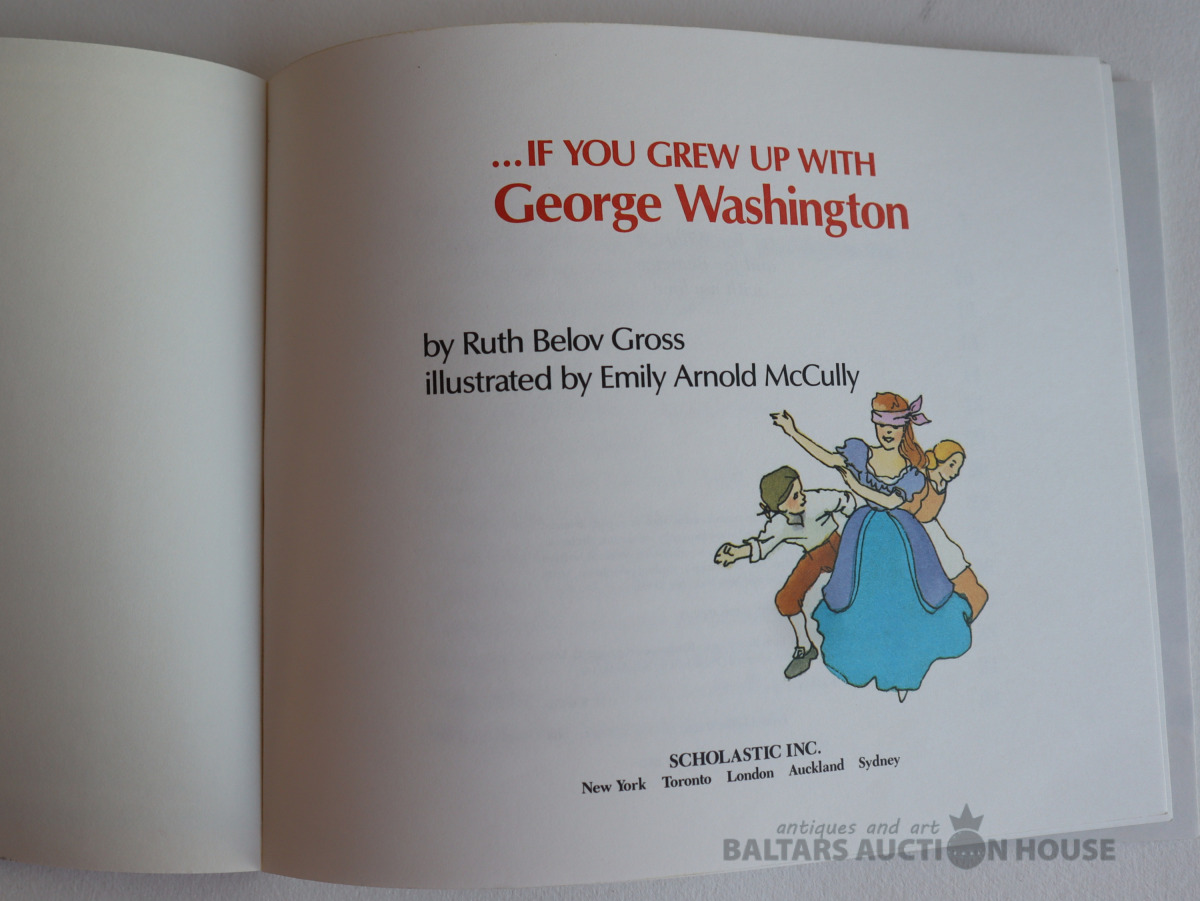 ...IF YOU GREW UP WITH
George Washington
by Ruth Belov Gross
illustrated by Emily Arnold McCully
SCHOLASTIC INC.
New York Toronto London Auckland Sydney
antiques and art
BALTARS AUCTION HOUSE